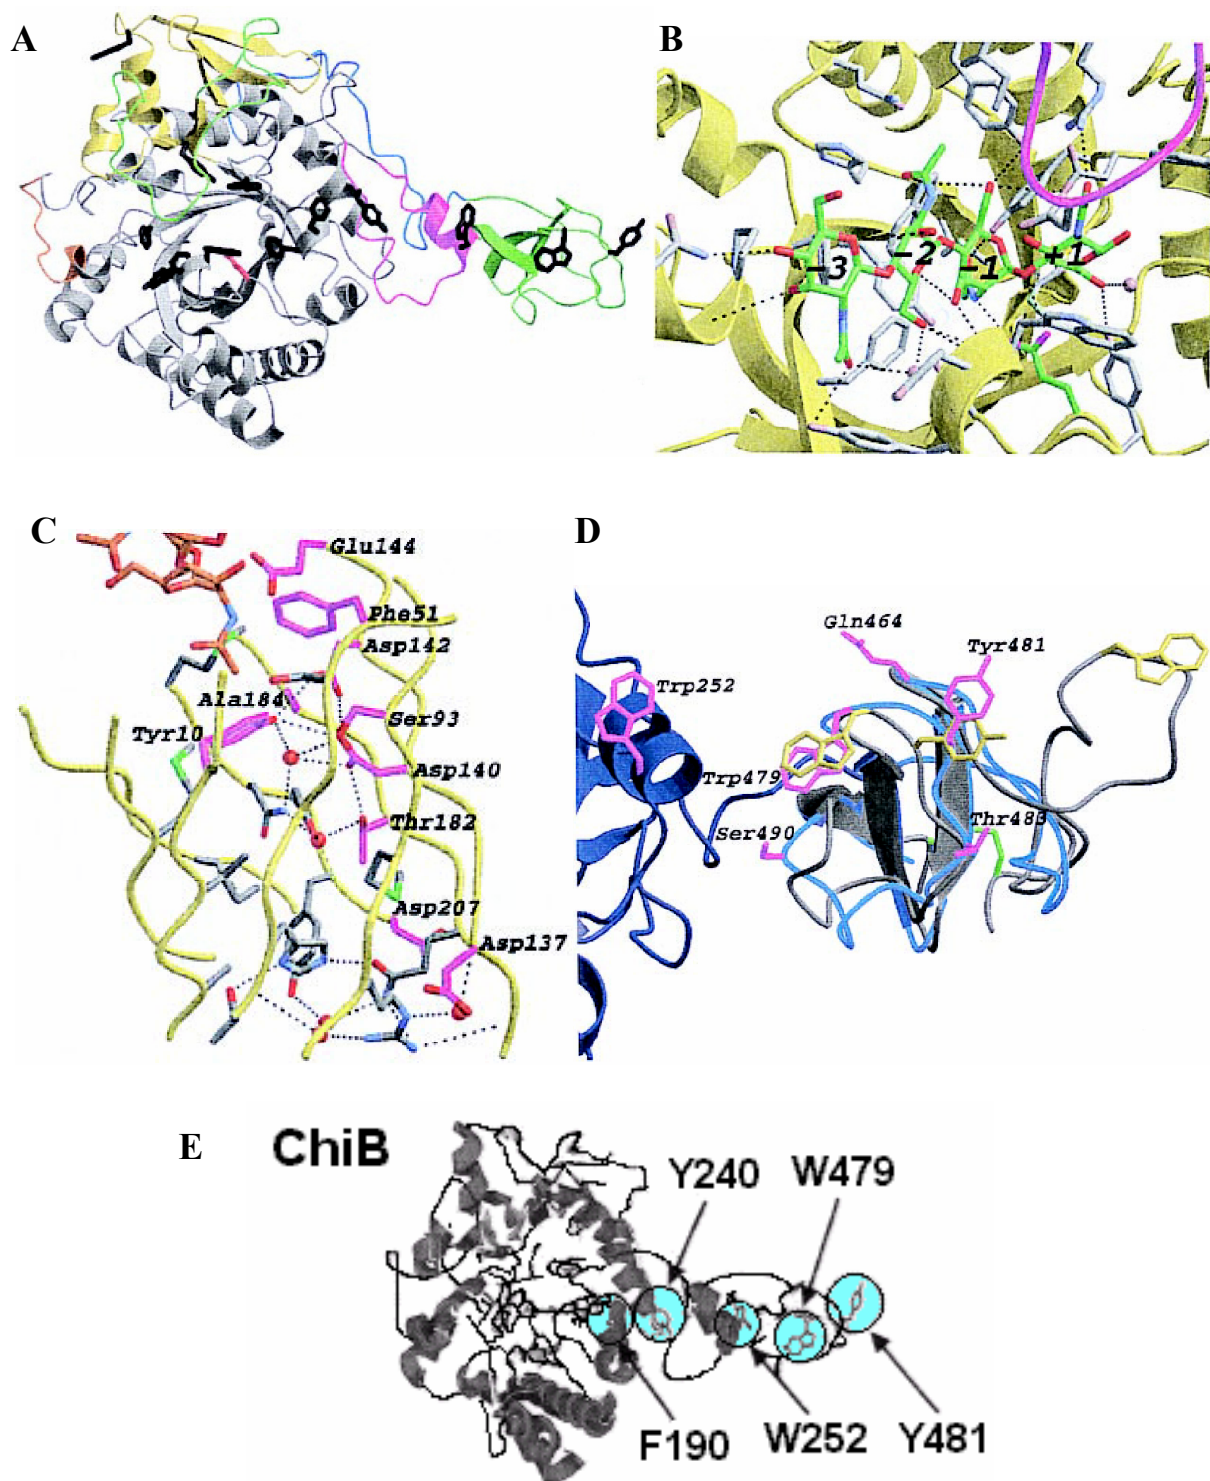 A
B
-3
-2
-1
+1
C
Glu144
Phe51
Asp142
Ala184
Ser93
Tyr10
Asp140
Thr182
Asp207
Asp137
D
Gln464
Tyr481
Trp252
Trp479
Ser490
Thr483
E
ChiB
Y240
W479
F190
W252
Y481